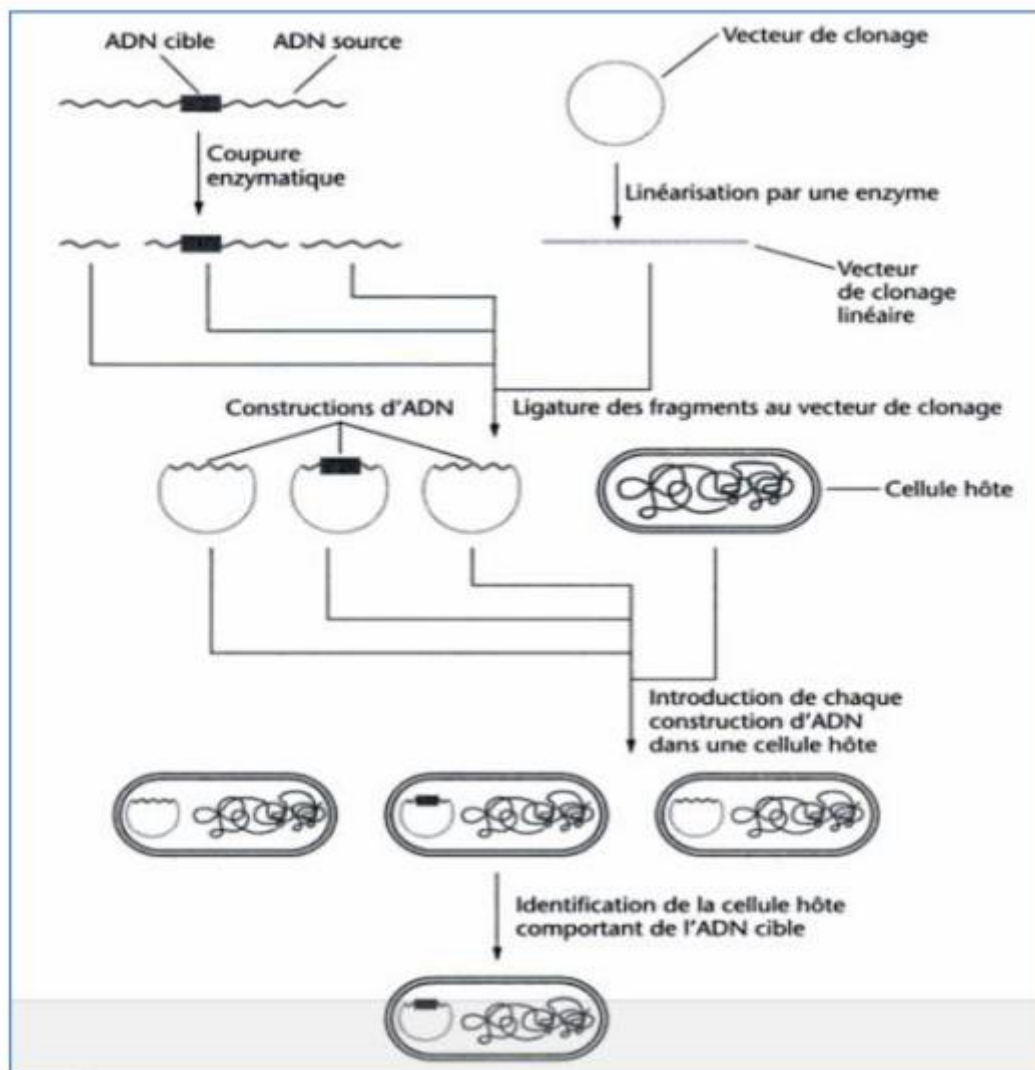 ADN cible
ADN source
Vecteur de clonage
Coupure
enzymatique
Linéarisation par une enzyme
Vecteur
de clonage
linéaire
Constructions d'ADN
Ligature des fragments au vecteur de clonage
Cellule hôte
Introduction de chaque
construction d'ADN
dans une cellule hôte
Identification de la cellule hôte
comportant de l'ADN cible